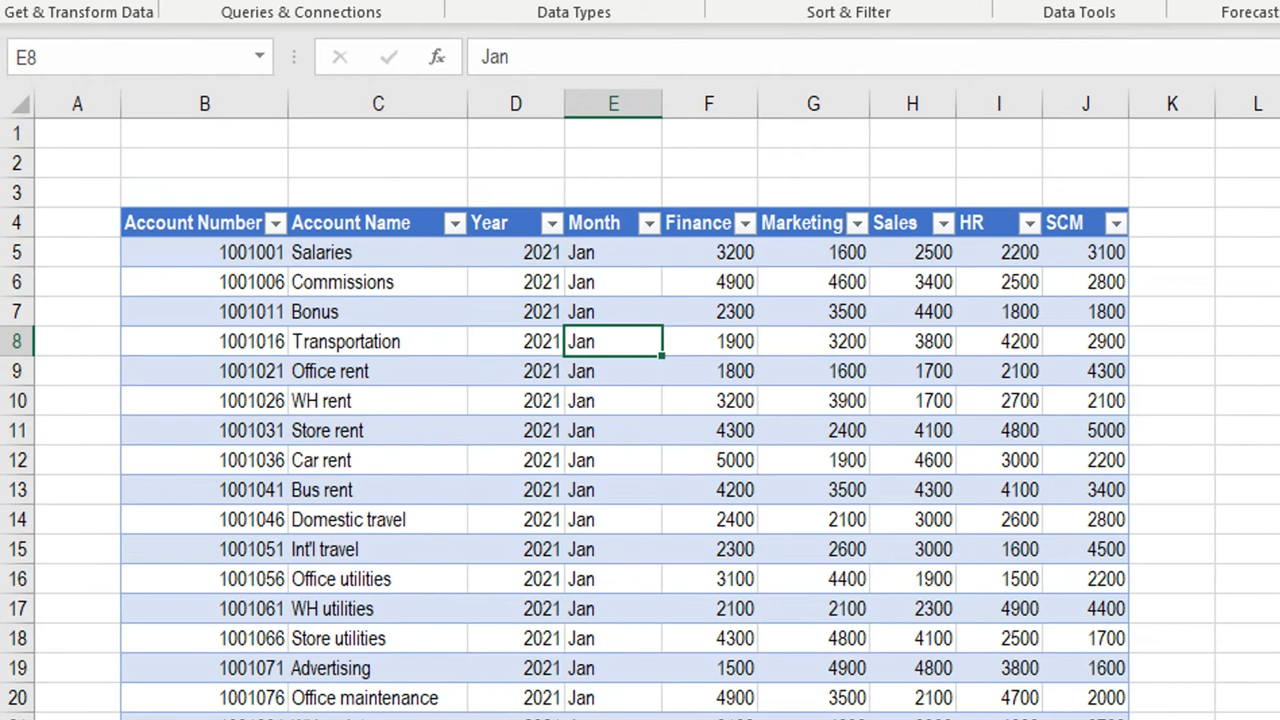 Get & Transform Data Queries & Connections Data Types Sort & Filter Data Tools Forecast
E8 fx Jan
A B C D E F G H I J K L
1
2
3
4 Account Number Account Name Year Month Finance Marketing Sales HR SCM
5 1001001 Salaries 2021 Jan 3200 1600 2500 2200 3100
6 1001006 Commissions 2021 Jan 4900 4600 3400 2500 2800
7 1001011 Bonus 2021 Jan 2300 3500 4400 1800 1800
8 1001016 Transportation 2021 Jan 1900 3200 3800 4200 2900
9 1001021 Office rent 2021 Jan 1800 1600 1700 2100 4300
10 1001026 WH rent 2021 Jan 3200 3900 1700 2700 2100
11 1001031 Store rent 2021 Jan 4300 2400 4100 4800 5000
12 1001036 Car rent 2021 Jan 5000 1900 4600 3000 2200
13 1001041 Bus rent 2021 Jan 4200 3500 4300 4100 3400
14 1001046 Domestic travel 2021 Jan 2400 2100 3000 2600 2800
15 1001051 Int'l travel 2021 Jan 2300 2600 3000 1600 4500
16 1001056 Office utilities 2021 Jan 3100 4400 1900 1500 2200
17 1001061 WH utilities 2021 Jan 2100 2100 2300 4900 4400
18 1001066 Store utilities 2021 Jan 4300 4800 4100 2500 1700
19 1001071 Advertising 2021 Jan 1500 4900 4800 3800 1600
20 1001076 Office maintenance 2021 Jan 4900 3500 2100 4700 2000